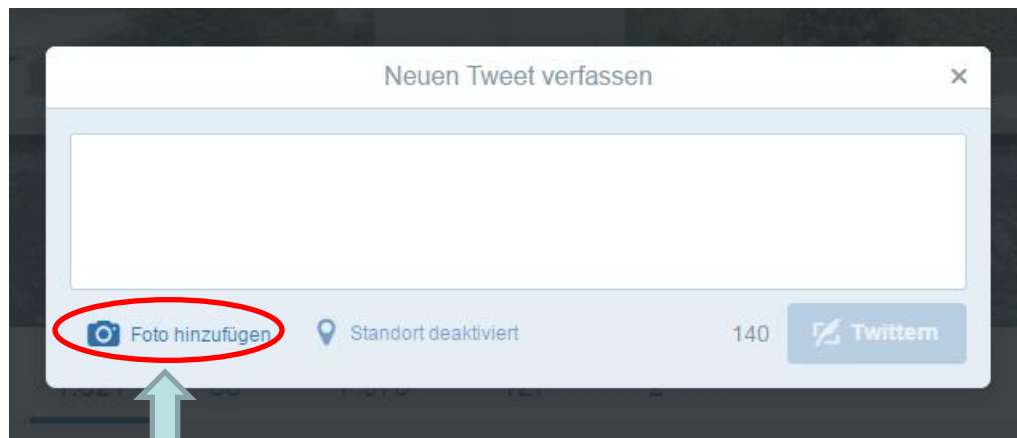 Neuen Tweet verfassen ×
Foto hinzufügen Standort deaktiviert 140 Twittern